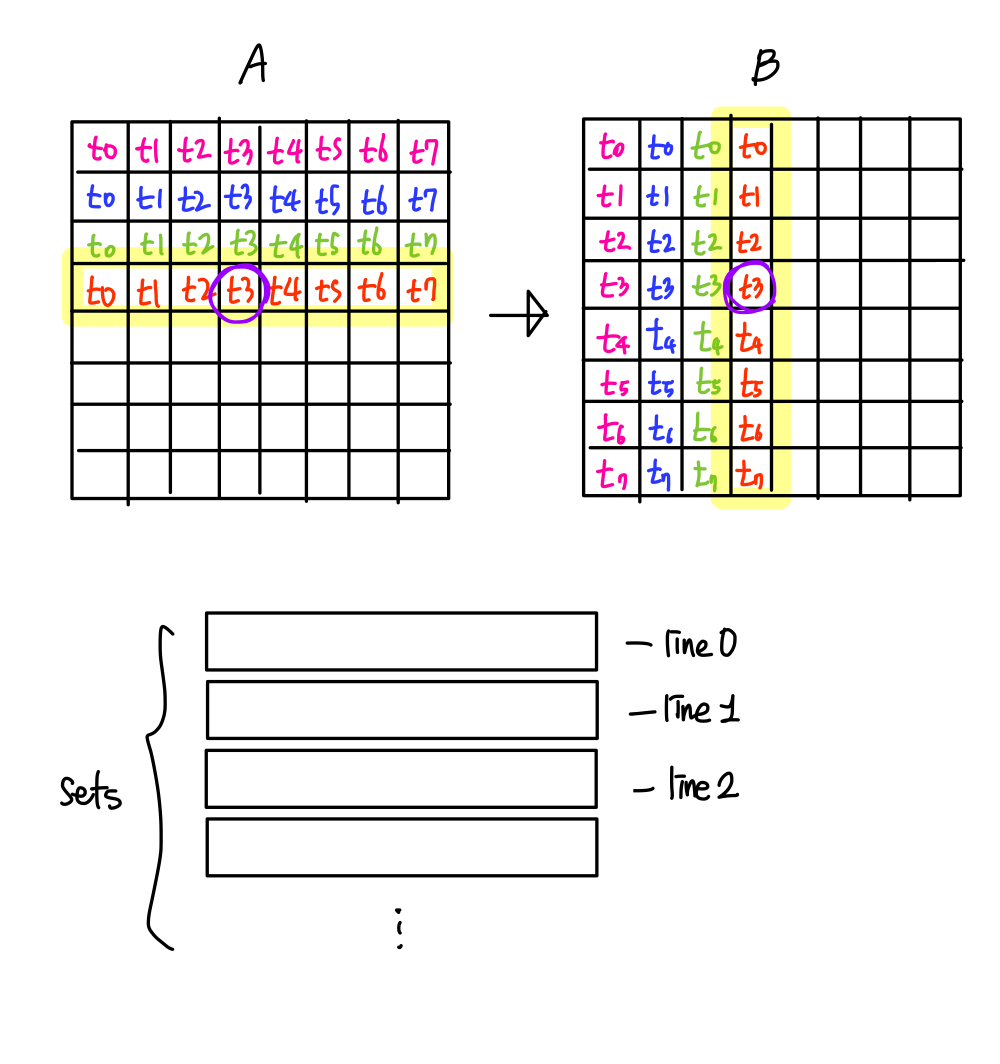 A B
t0 t1 t2 t3 t4 t5 t6 t7
t0 t1 t2 t3 t4 t5 t6 t7
t0 t1 t2 t3 t4 t5 t6 t7
t0 t1 t2 t3 t4 t5 t6 t7
t0 t0 t0 t0
t1 t1 t1 t1
t2 t2 t2 t2
t3 t3 t3 t3
t4 t4 t4 t4
t5 t5 t5 t5
t6 t6 t6 t6
t7 t7 t7 t7
sets
– line 0
– line 1
– line 2
⋮